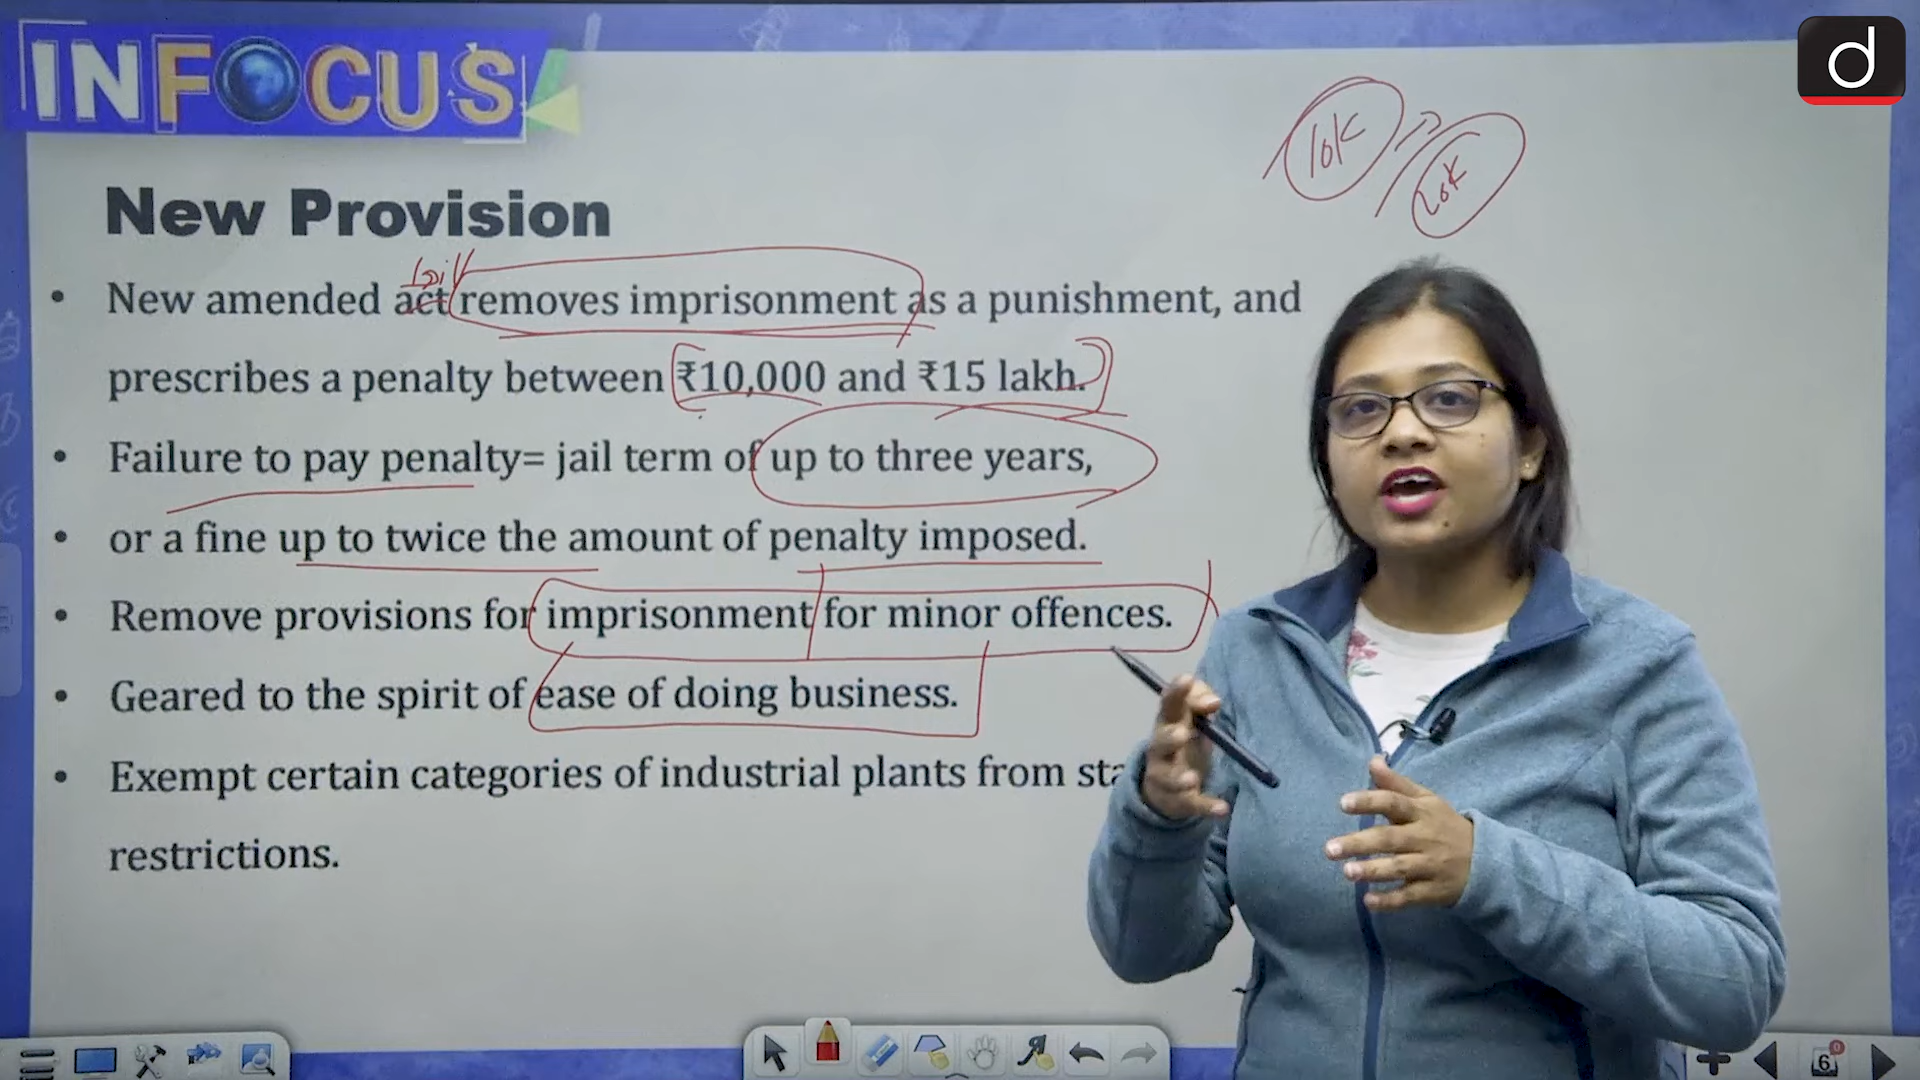 INFOCUS
d
10K
20K
New Provision
bill
• New amended act removes imprisonment as a punishment, and
prescribes a penalty between ₹10,000 and ₹15 lakh.
• Failure to pay penalty= jail term of up to three years,
• or a fine up to twice the amount of penalty imposed.
• Remove provisions for imprisonment for minor offences.
• Geared to the spirit of ease of doing business.
• Exempt certain categories of industrial plants from sta
restrictions.
6
0